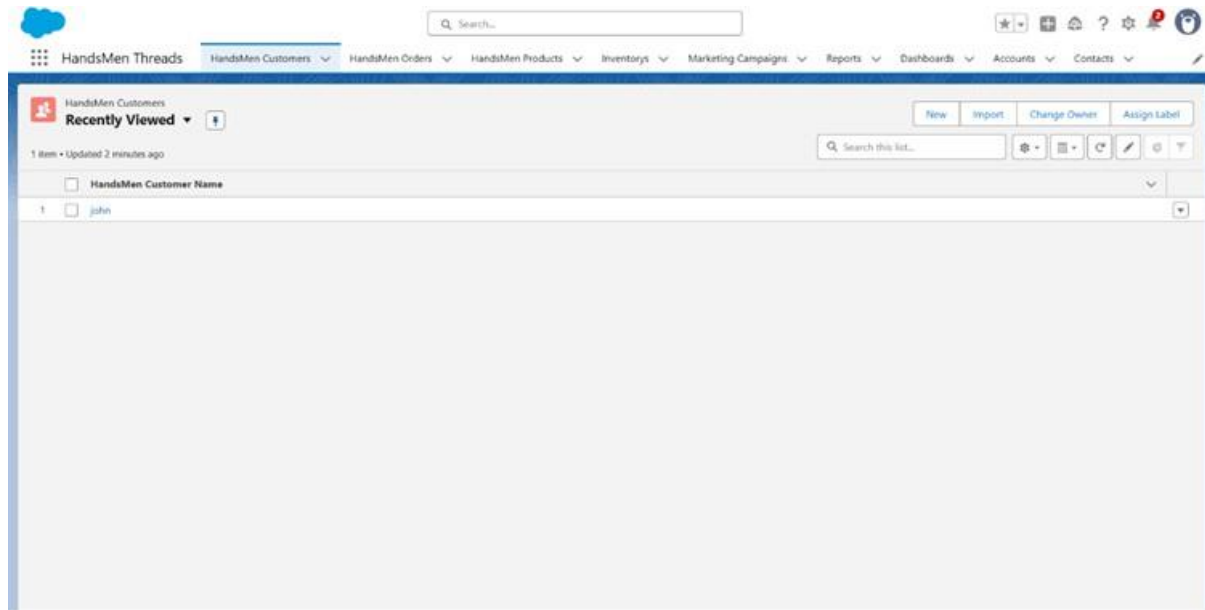 Search...
2
HandsMen Threads HandsMen Customers HandsMen Orders HandsMen Products Inventorys Marketing Campaigns Reports Dashboards Accounts Contacts
HandsMen Customers
Recently Viewed
New Import Change Owner Assign Label
1 item • Updated 2 minutes ago
Search this list...
HandsMen Customer Name
1 john